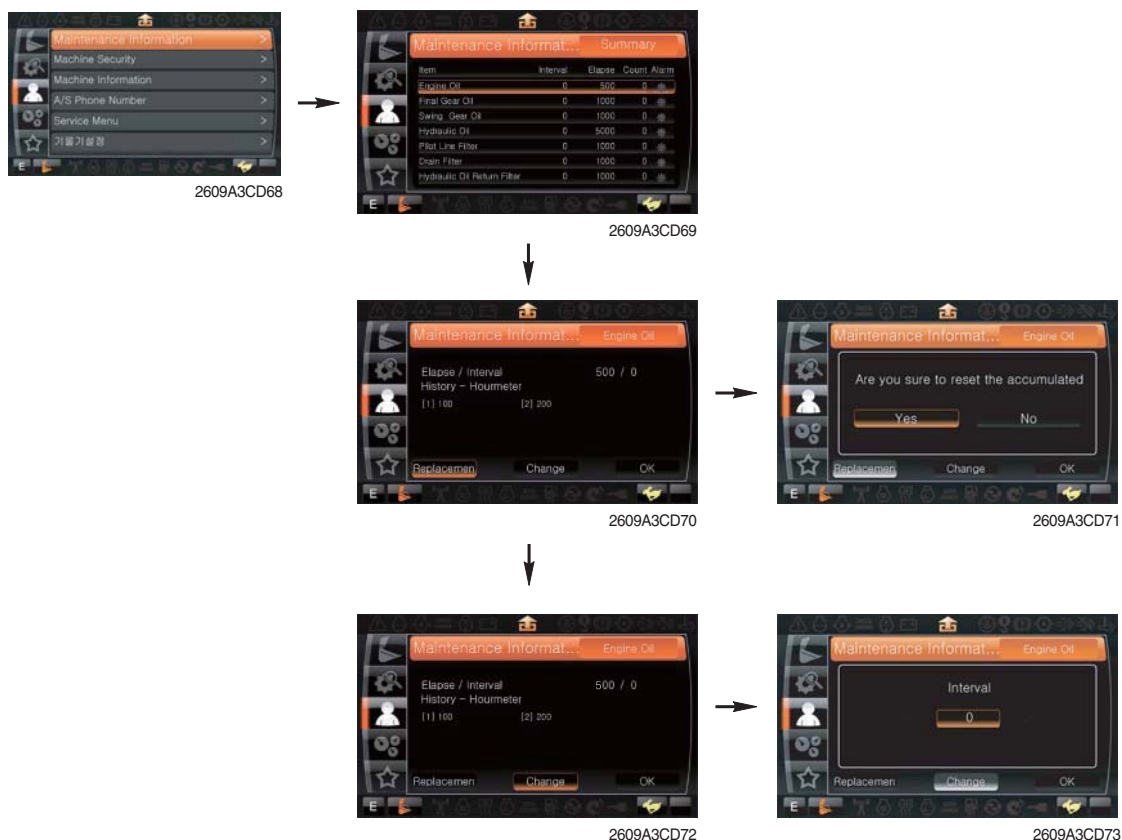 Maintenance Information >
Machine Security >
Machine Information >
A/S Phone Number >
Service Menu >
기울기설정 >
E
2609A3CD68
Maintenance Informat... Summary
Item Interval Elapse Count Alarm
Engine Oil 0 500 0
Final Gear Oil 0 1000 0
Swing Gear Oil 0 1000 0
Hydraulic Oil 0 5000 0
Pilot Line Filter 0 1000 0
Drain Filter 0 1000 0
Hydraulic Oil Return Filter 0 1000 0
E
2609A3CD69
Maintenance Informat... Engine Oil
Elapse / Interval 500 / 0
History - Hourmeter
[1] 100 [2] 200
Replacemen Change OK
E
2609A3CD70
Maintenance Informat... Engine Oil
Are you sure to reset the accumulated
Yes No
Replacemen Change OK
E
2609A3CD71
Maintenance Informat... Engine Oil
Elapse / Interval 500 / 0
History - Hourmeter
[1] 100 [2] 200
Replacemen Change OK
E
2609A3CD72
Maintenance Informat... Engine Oil
Interval
0
Replacemen Change OK
E
2609A3CD73